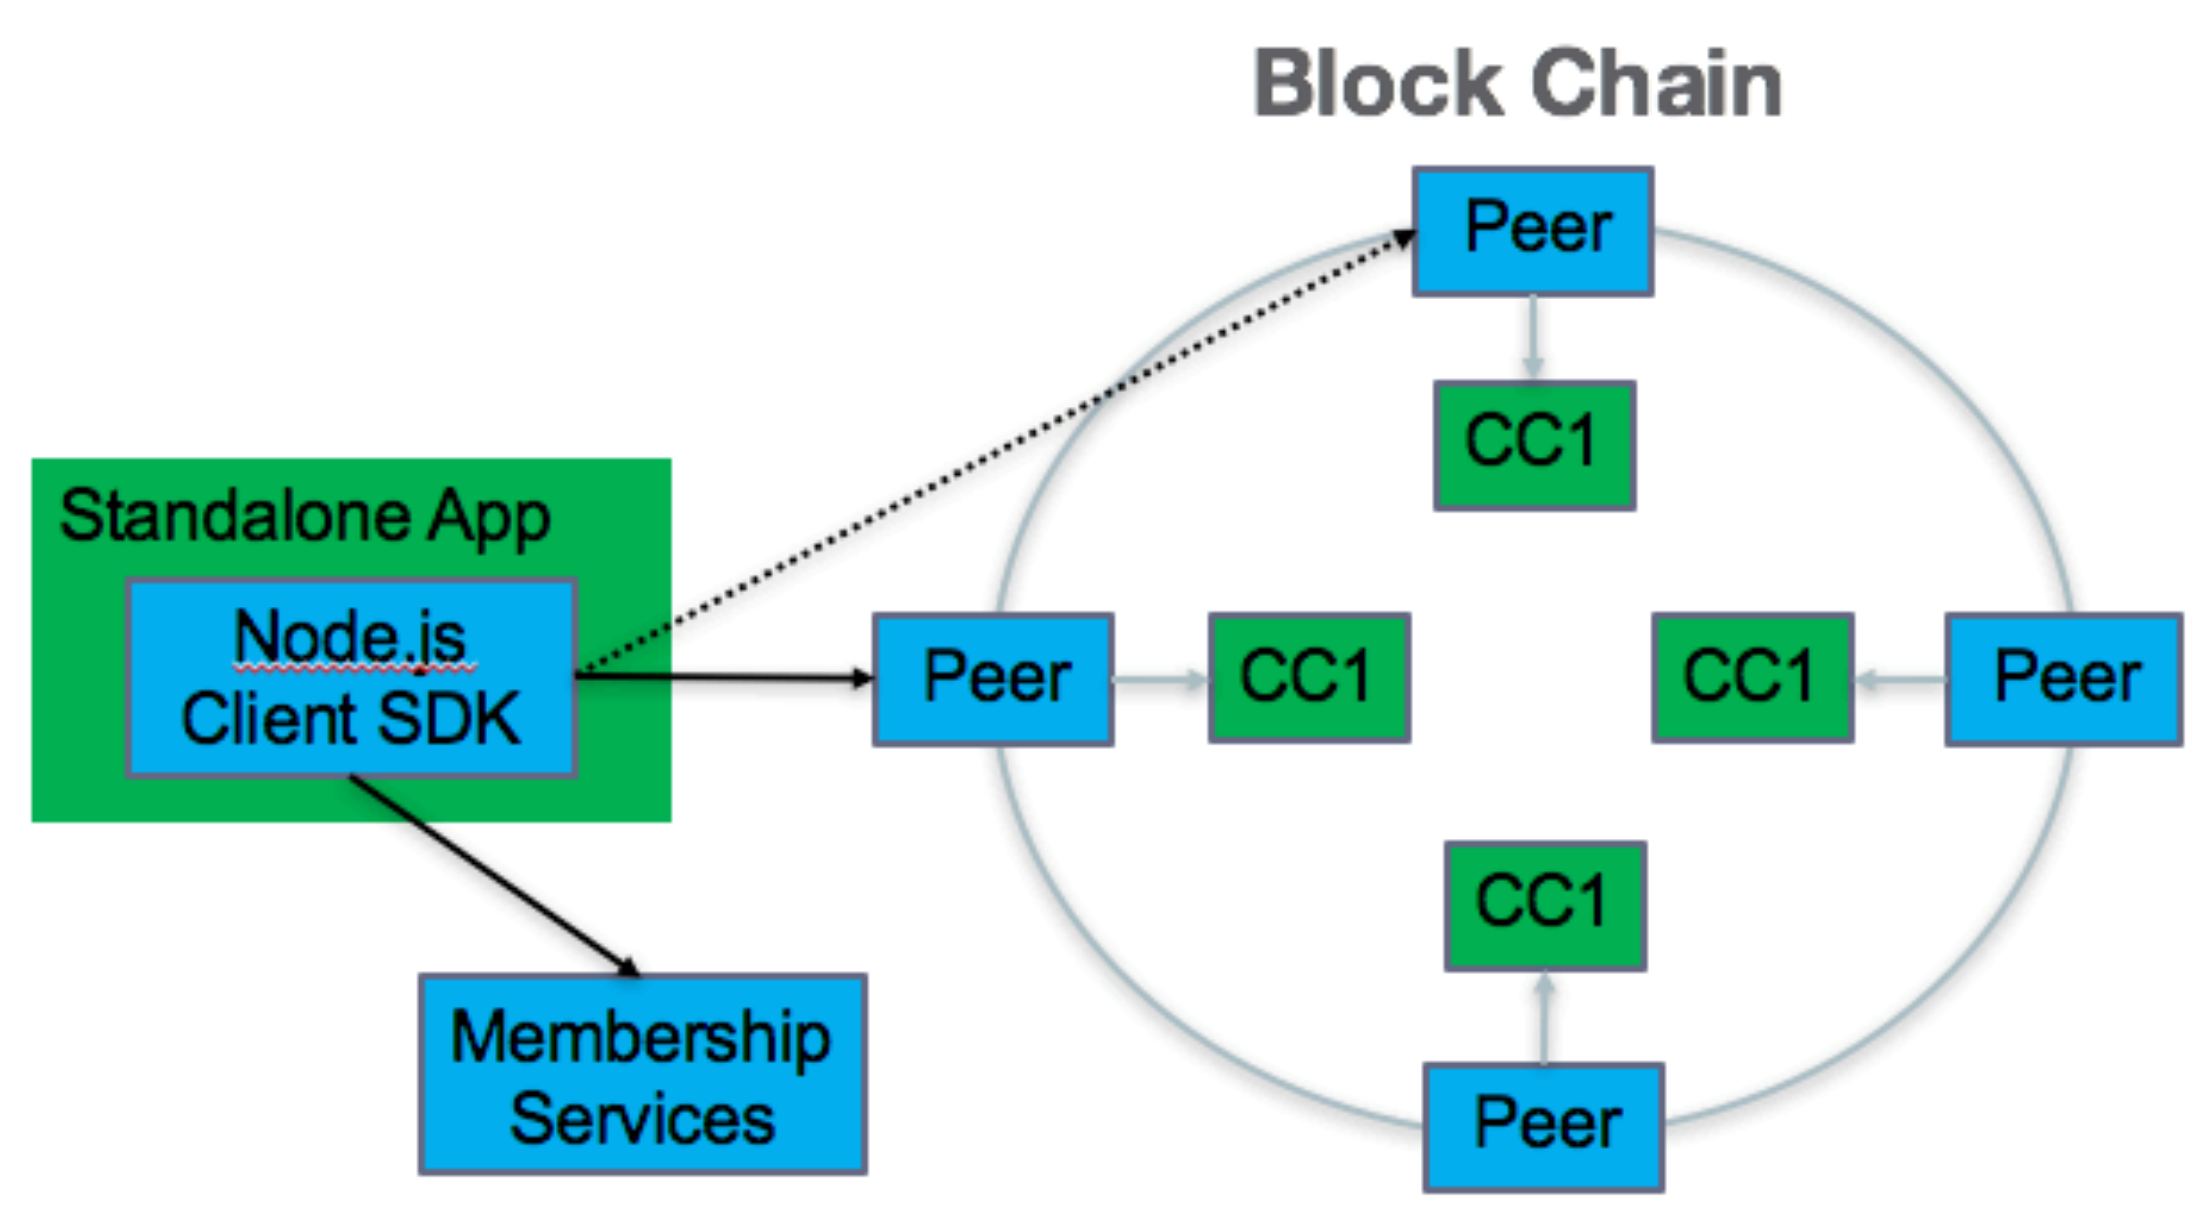 Block Chain
Peer
CC1
Standalone App
Node.js
Client SDK
Peer
CC1
CC1
Peer
CC1
Membership
Services
Peer